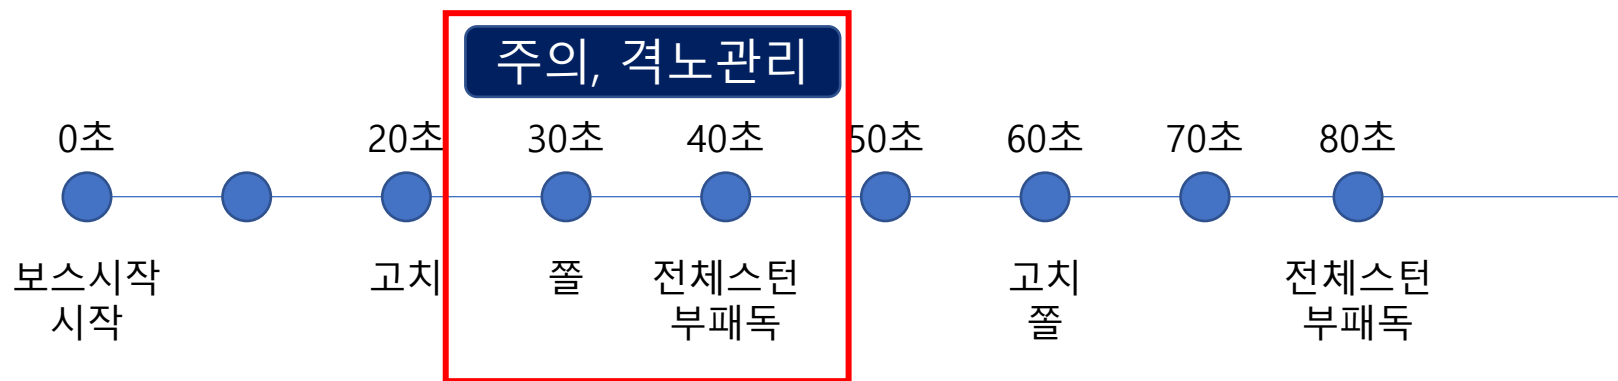 주의, 격노관리
0초 20초 30초 40초 50초 60초 70초 80초
보스시작 고치 쫄 전체스턴 고치 전체스턴
시작 부패독 쫄 부패독